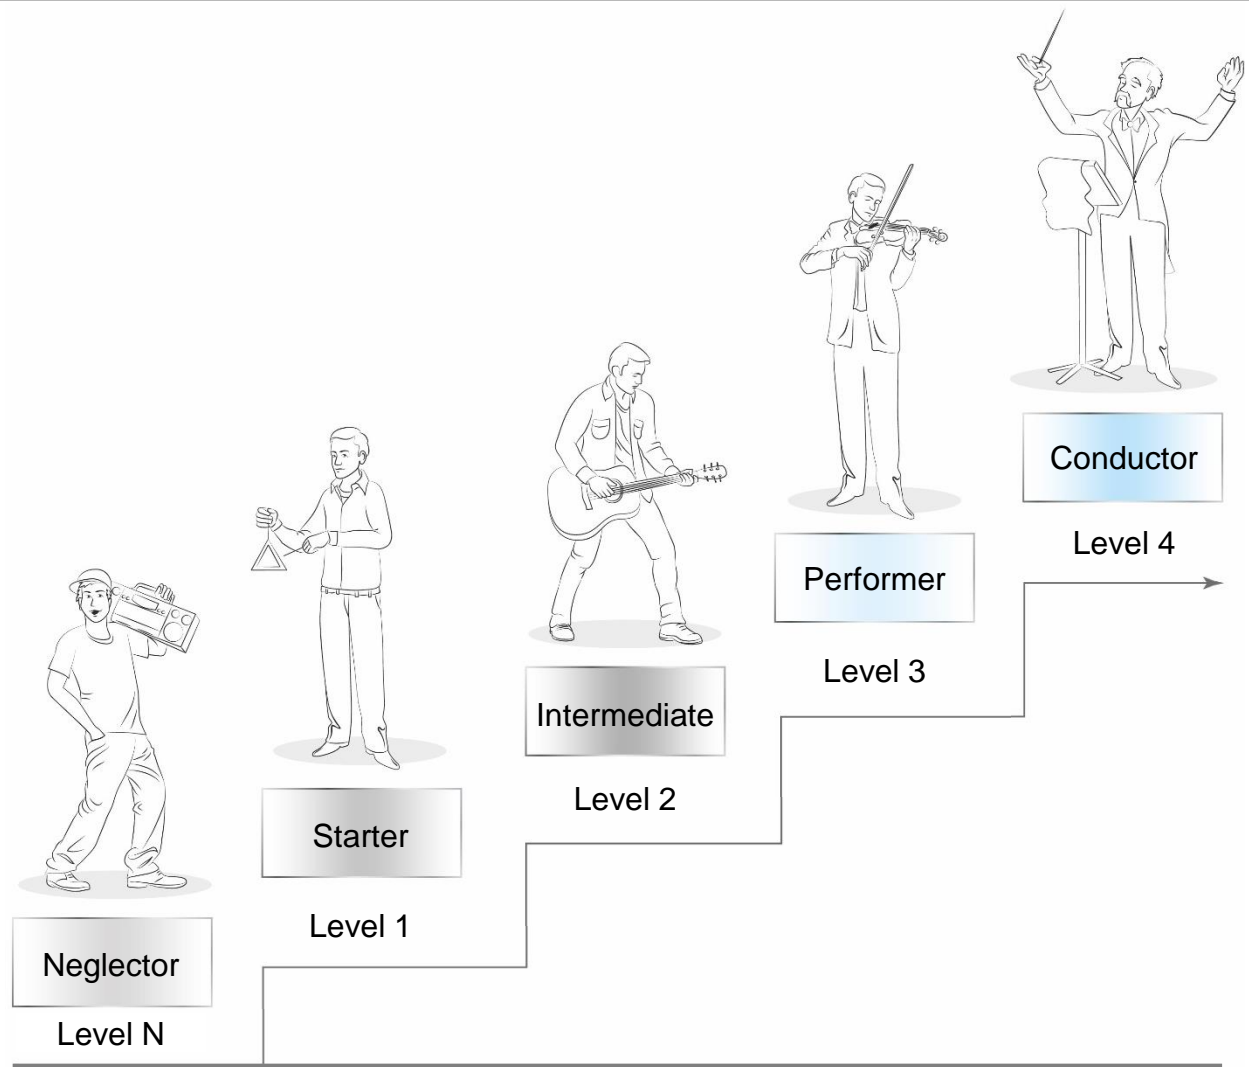 Neglector
Level N
Starter
Level 1
Intermediate
Level 2
Performer
Level 3
Conductor
Level 4